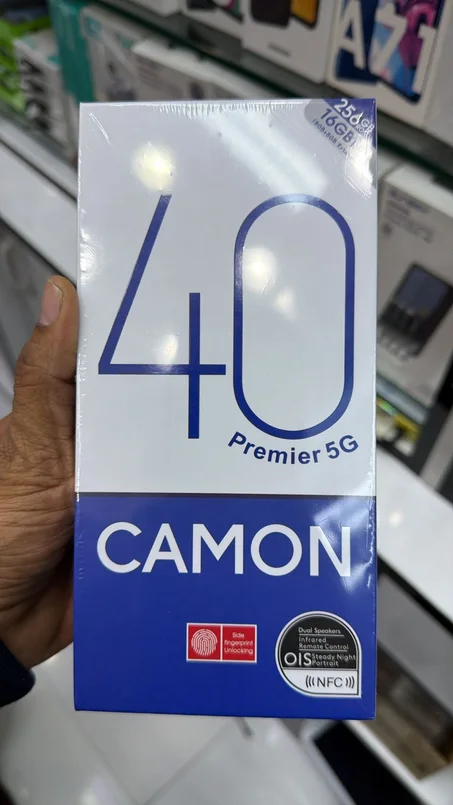 256GB
16GB
40
Premier 5G
CAMON
Side
fingerprint
Unlocking
Dual Speakers
Infrared
Remote Control
OIS Steady Night
Portrait
NFC
A71